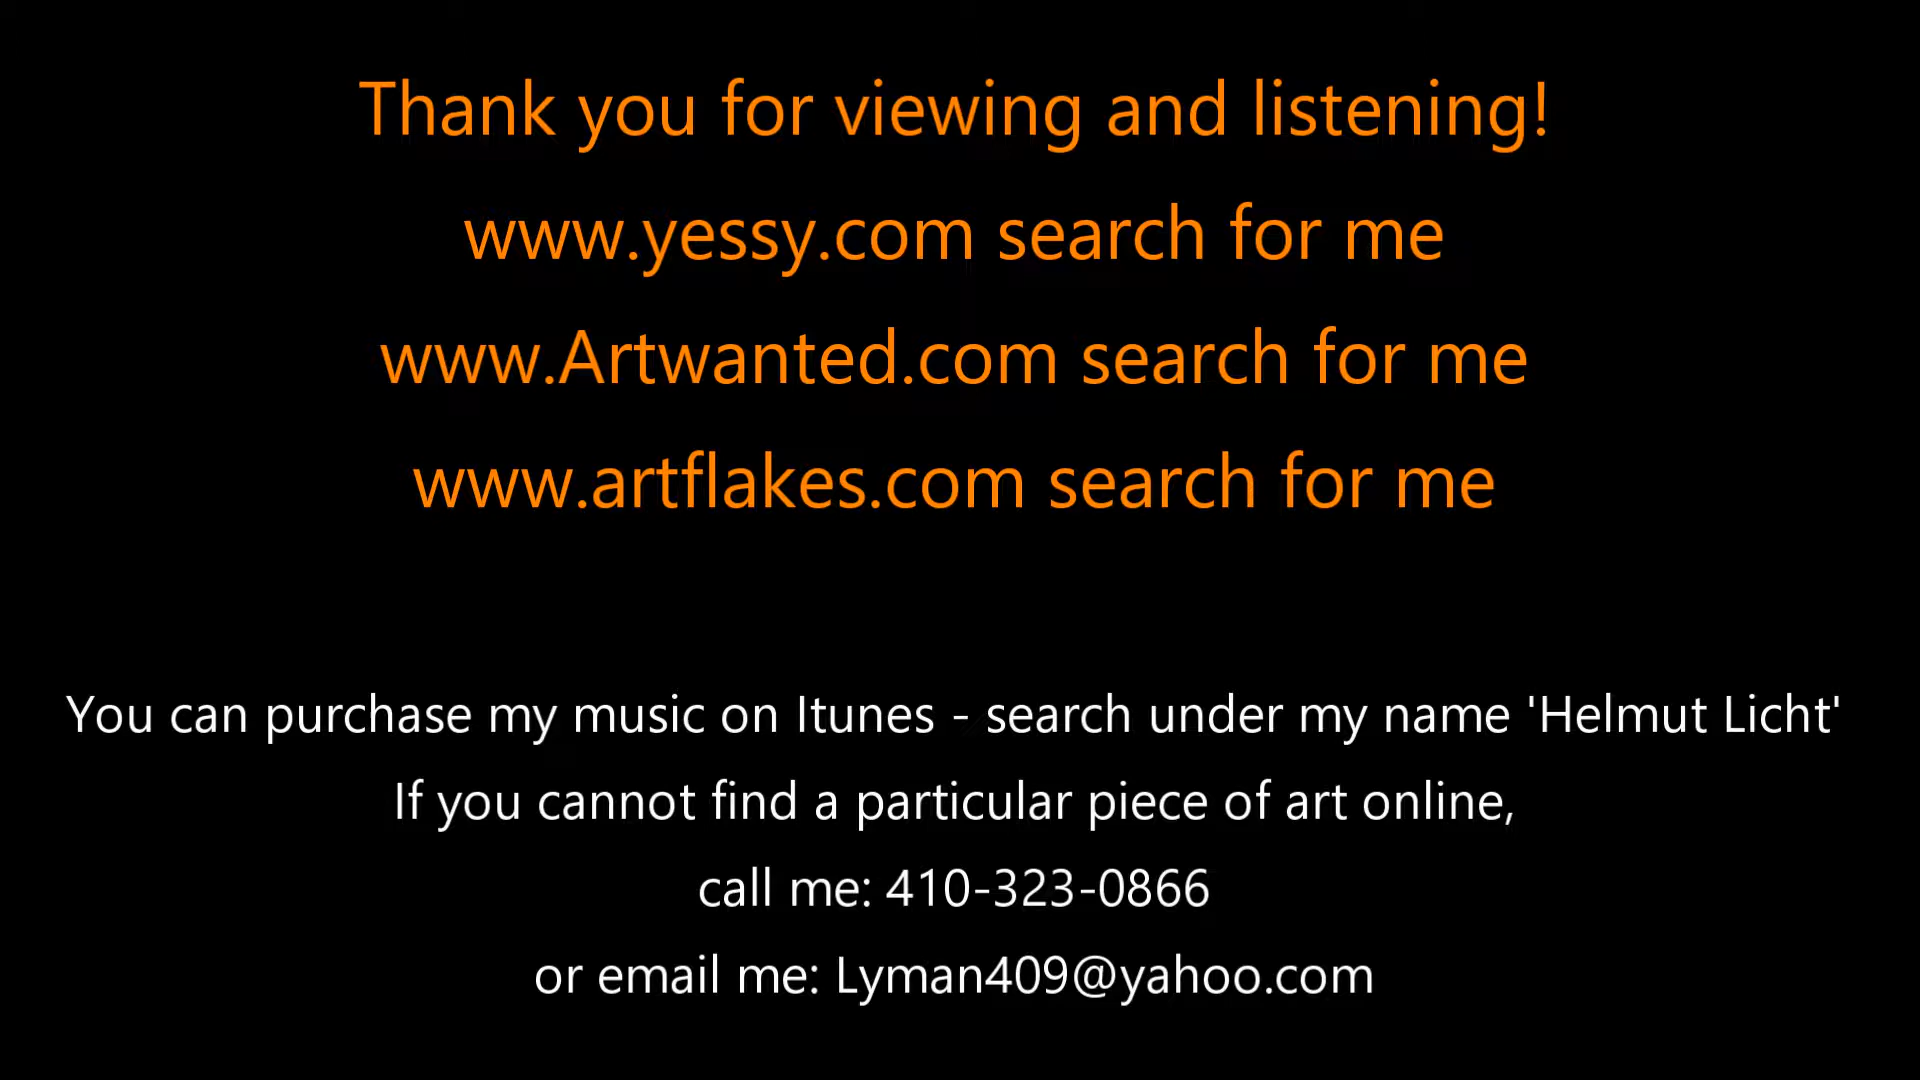 Thank you for viewing and listening!
www.yessy.com search for me
www.Artwanted.com search for me
www.artflakes.com search for me
You can purchase my music on Itunes - search under my name 'Helmut Licht'
If you cannot find a particular piece of art online,
call me: 410-323-0866
or email me: Lyman409@yahoo.com